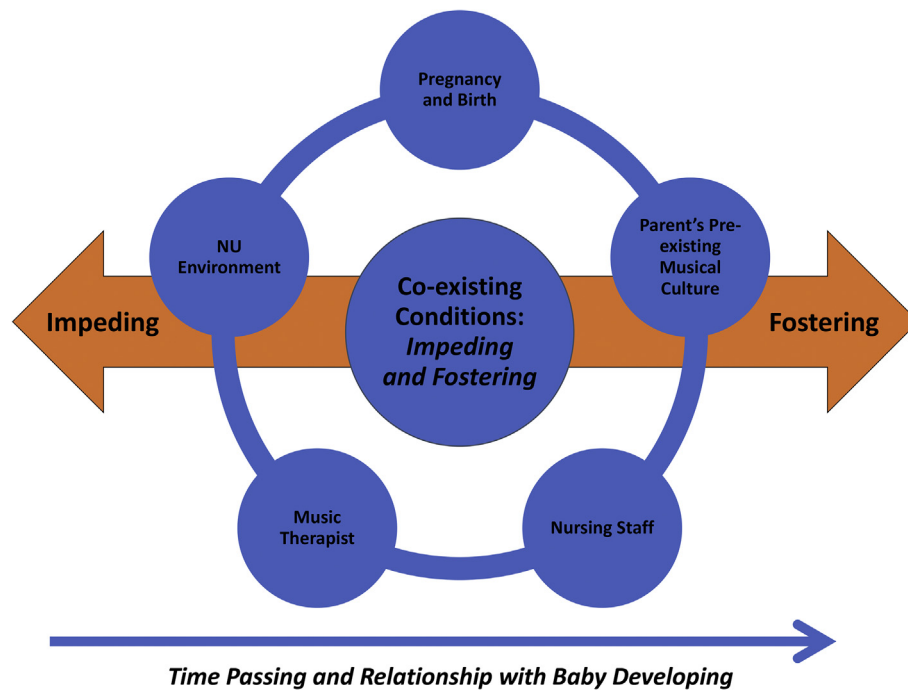 Pregnancy
and Birth
NU
Environment
Parent's Pre-
existing
Musical
Culture
Impeding
Co-existing
Conditions:
Impeding
and Fostering
Fostering
Music
Therapist
Nursing Staff
Time Passing and Relationship with Baby Developing